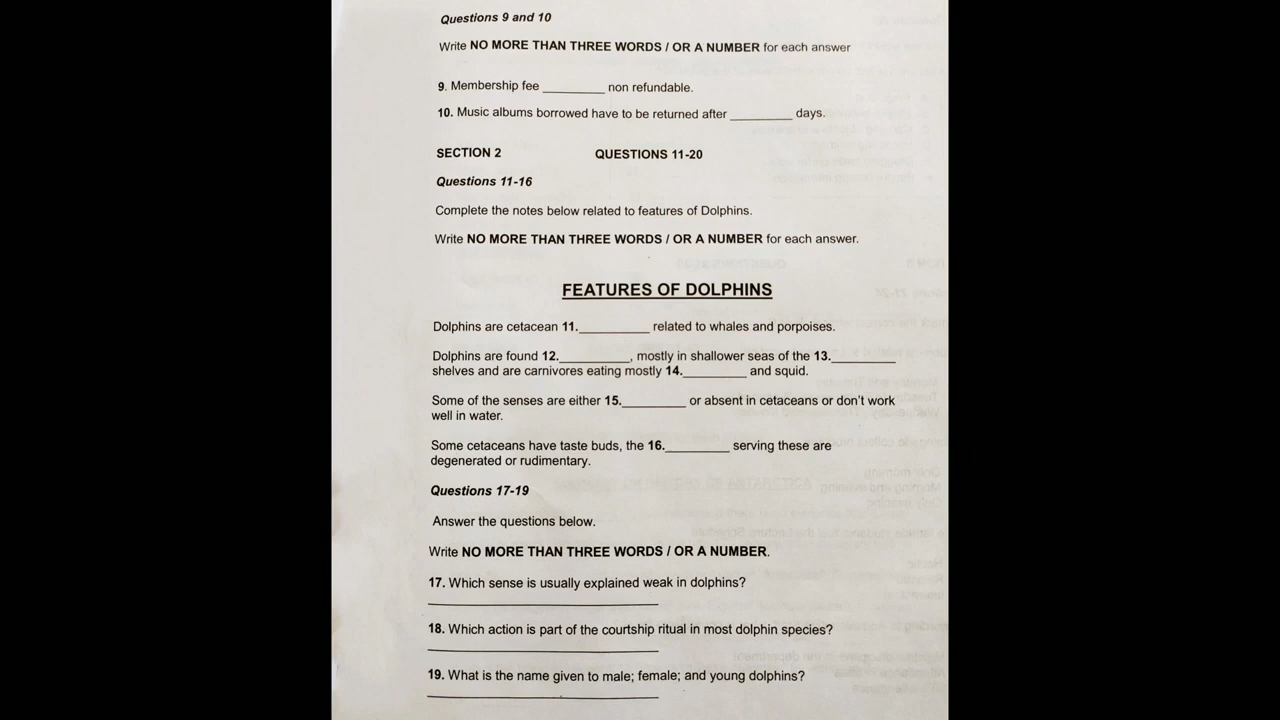 Questions 9 and 10
Write NO MORE THAN THREE WORDS / OR A NUMBER for each answer
9. Membership fee _________ non refundable.
10. Music albums borrowed have to be returned after _________ days.
SECTION 2 QUESTIONS 11-20
Questions 11-16
Complete the notes below related to features of Dolphins.
Write NO MORE THAN THREE WORDS / OR A NUMBER for each answer.
FEATURES OF DOLPHINS
Dolphins are cetacean 11.__________ related to whales and porpoises.
Dolphins are found 12.__________, mostly in shallower seas of the 13._________
shelves and are carnivores eating mostly 14._________ and squid.
Some of the senses are either 15._________ or absent in cetaceans or don't work
well in water.
Some cetaceans have taste buds, the 16._________ serving these are
degenerated or rudimentary.
Questions 17-19
Answer the questions below.
Write NO MORE THAN THREE WORDS / OR A NUMBER.
17. Which sense is usually explained weak in dolphins?
18. Which action is part of the courtship ritual in most dolphin species?
19. What is the name given to male; female; and young dolphins?